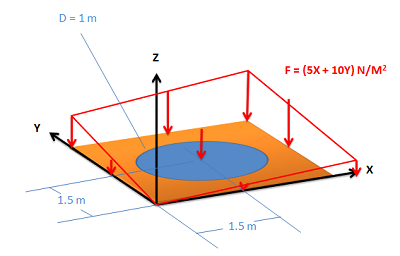 D = 1 m
Z
F = (5X + 10Y) N/M²
Y
X
1.5 m
1.5 m